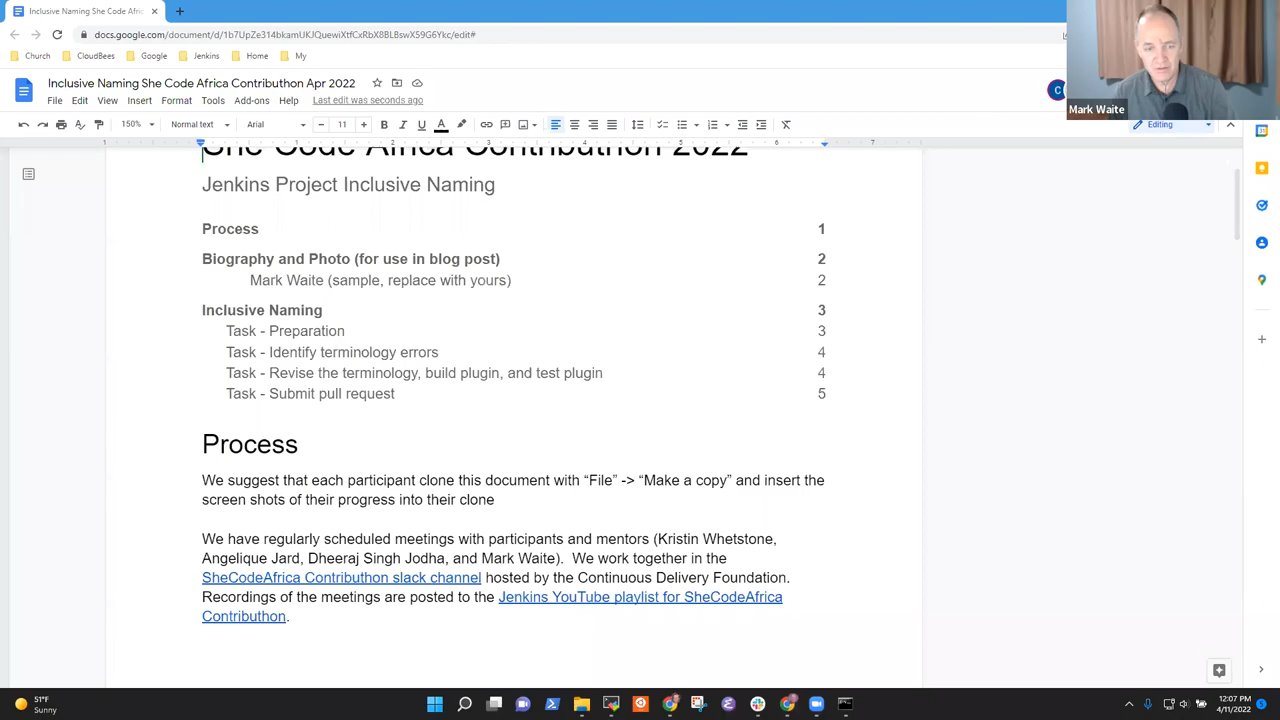 Inclusive Naming She Code Afric
docs.google.com/document/d/1b7UpZe314bkamUKJQuewiXtfCxRbX8BLBswX59G6Ykc/edit#
Church CloudBees Google Jenkins Home My
Inclusive Naming She Code Africa Contributhon Apr 2022
File Edit View Insert Format Tools Add-ons Help Last edit was seconds ago
C
Mark Waite
150% Normal text Arial 11 B I U A Editing
1 1 2 3 4 5 6 7
She Code Africa Contributhon 2022
Jenkins Project Inclusive Naming
Process 1
Biography and Photo (for use in blog post) 2
Mark Waite (sample, replace with yours) 2
Inclusive Naming 3
Task - Preparation 3
Task - Identify terminology errors 4
Task - Revise the terminology, build plugin, and test plugin 4
Task - Submit pull request 5
Process
We suggest that each participant clone this document with “File” -> “Make a copy” and insert the
screen shots of their progress into their clone
We have regularly scheduled meetings with participants and mentors (Kristin Whetstone,
Angelique Jard, Dheeraj Singh Jodha, and Mark Waite). We work together in the
SheCodeAfrica Contributhon slack channel hosted by the Continuous Delivery Foundation.
Recordings of the meetings are posted to the Jenkins YouTube playlist for SheCodeAfrica
Contributhon.
51°F
Sunny
12:07 PM
4/11/2022